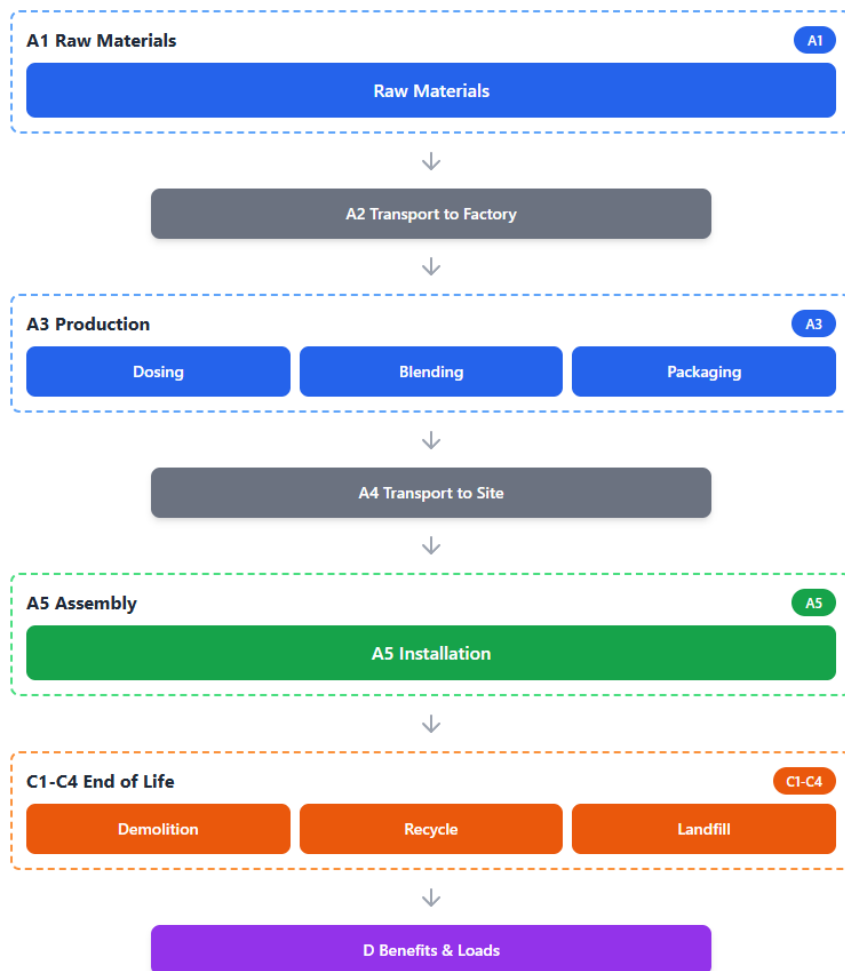 A1 Raw Materials
A1
Raw Materials
A2 Transport to Factory
A3 Production
A3
Dosing
Blending
Packaging
A4 Transport to Site
A5 Assembly
A5
A5 Installation
C1-C4 End of Life
C1-C4
Demolition
Recycle
Landfill
D Benefits & Loads